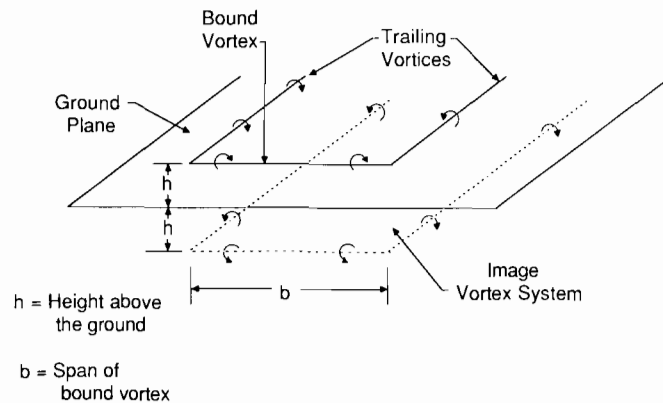 Bound
Vortex
Trailing
Vortices
Ground
Plane
h
h
b
Image
Vortex System
h = Height above
the ground
b = Span of
bound vortex